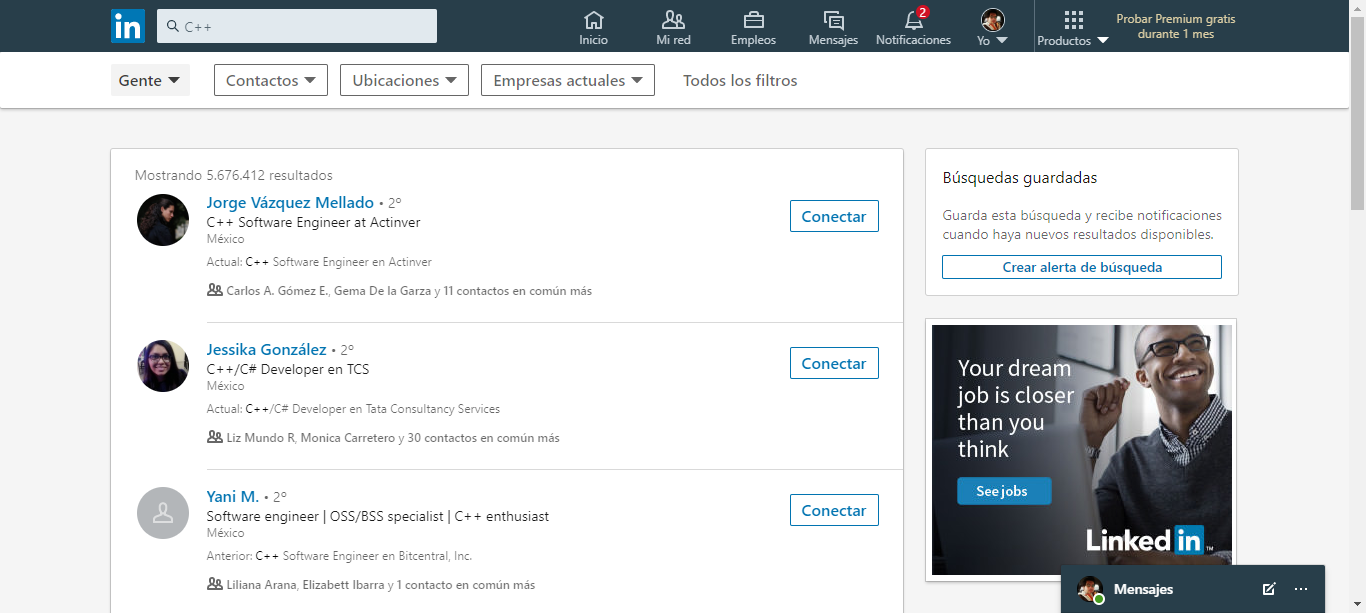 in
C++
Inicio
Mi red
Empleos
Mensajes
2
Notificaciones
Yo
Productos
Probar Premium gratis
durante 1 mes
Gente
Contactos
Ubicaciones
Empresas actuales
Todos los filtros
Mostrando 5.676.412 resultados
Jorge Vázquez Mellado • 2º
C++ Software Engineer at Actinver
México
Actual: C++ Software Engineer en Actinver
Carlos A. Gómez E., Gema De la Garza y 11 contactos en común más
Conectar
Jessika González • 2º
C++/C# Developer en TCS
México
Actual: C++/C# Developer en Tata Consultancy Services
Liz Mundo R, Monica Carretero y 30 contactos en común más
Conectar
Yani M. • 2º
Software engineer | OSS/BSS specialist | C++ enthusiast
México
Anterior: C++ Software Engineer en Bitcentral, Inc.
Liliana Arana, Elizabett Ibarra y 1 contacto en común más
Conectar
Búsquedas guardadas
Guarda esta búsqueda y recibe notificaciones
cuando haya nuevos resultados disponibles.
Crear alerta de búsqueda
Your dream
job is closer
than you
think
See jobs
Linked in™
Mensajes